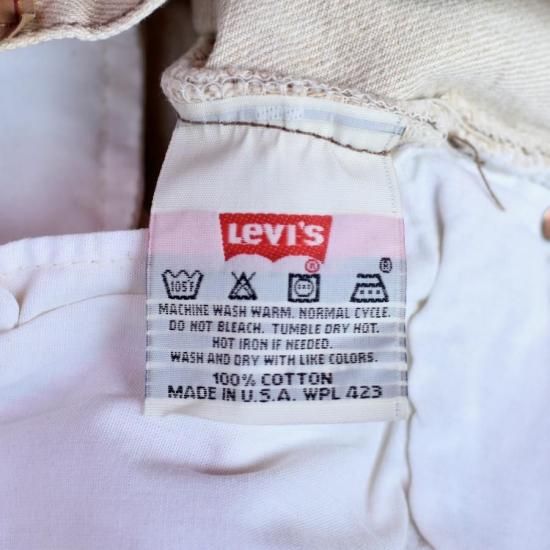 Levi's ®
105F ®
MACHINE WASH WARM. NORMAL CYCLE.
DO NOT BLEACH. TUMBLE DRY HOT.
HOT IRON IF NEEDED.
WASH AND DRY WITH LIKE COLORS.
100% COTTON
MADE IN U.S.A. WPL 423